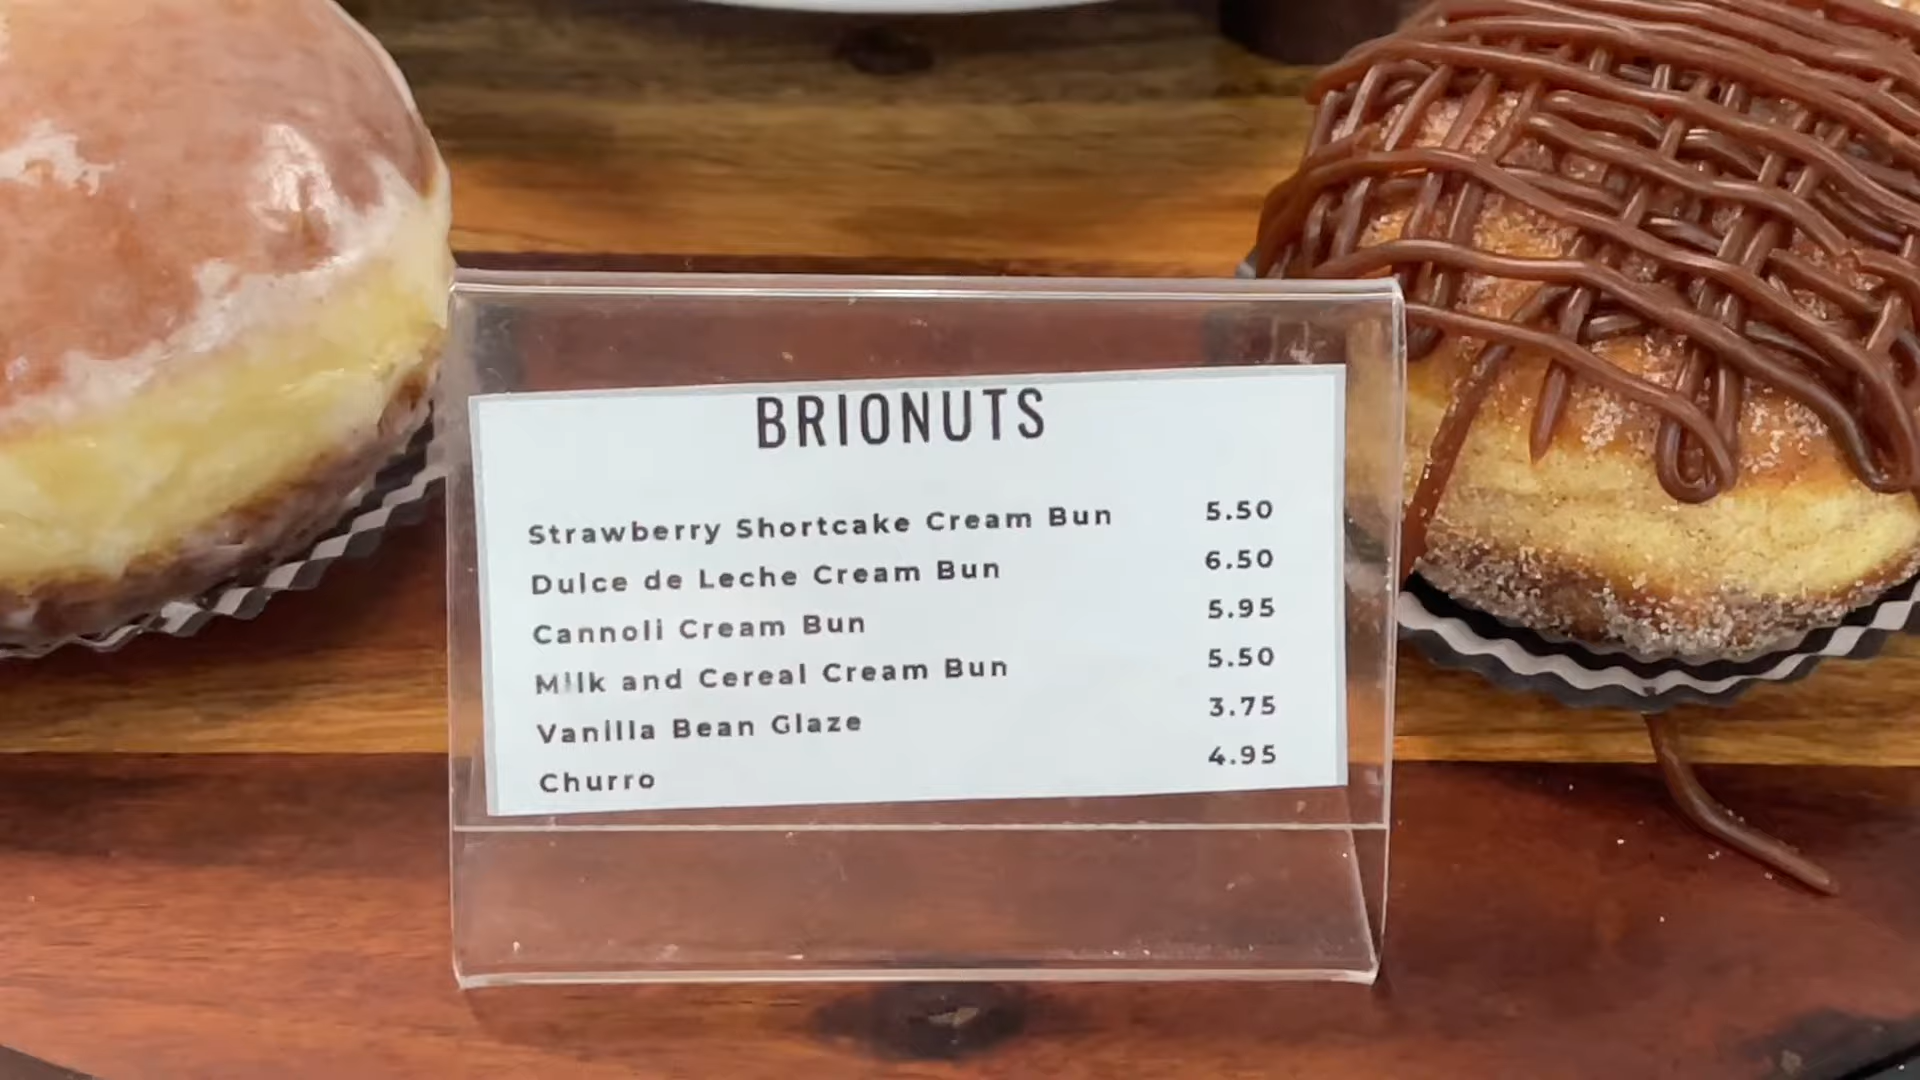 BRIONUTS
Strawberry Shortcake Cream Bun 5.50
Dulce de Leche Cream Bun 6.50
Cannoli Cream Bun 5.95
Milk and Cereal Cream Bun 5.50
Vanilla Bean Glaze 3.75
Churro 4.95